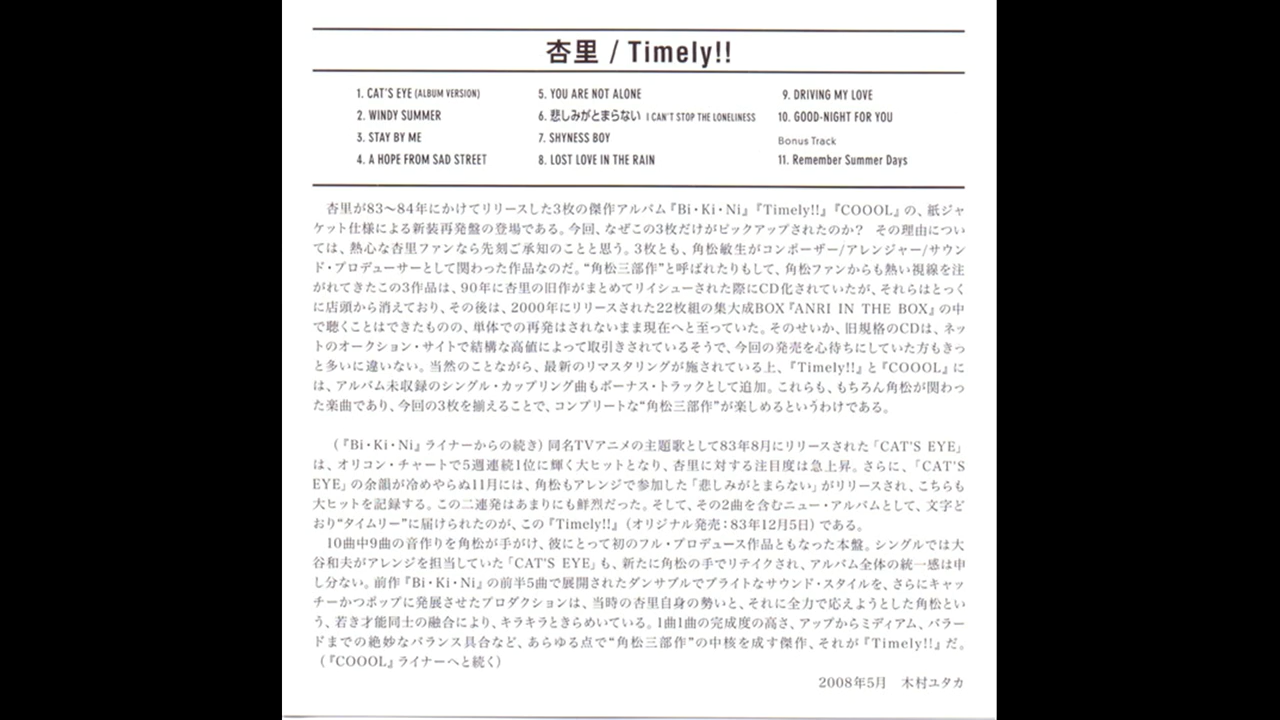 杏里 / Timely!!
1. CAT'S EYE (ALBUM VERSION)
2. WINDY SUMMER
3. STAY BY ME
4. A HOPE FROM SAD STREET
5. YOU ARE NOT ALONE
6. 悲しみがとまらない I CAN'T STOP THE LONELINESS
7. SHYNESS BOY
8. LOST LOVE IN THE RAIN
9. DRIVING MY LOVE
10. GOOD-NIGHT FOR YOU
Bonus Track
11. Remember Summer Days
杏里が83〜84年にかけてリリースした3枚の傑作アルバム『Bi・Ki・Ni』『Timely!!』『COOOL』の、紙ジャ
ケット仕様による新装再発盤の登場である。今回、なぜこの3枚だけがピックアップされたのか? その理由につい
ては、熱心な杏里ファンなら先刻ご承知のことと思う。3枚とも、角松敏生がコンポーザー/アレンジャー/サウン
ド・プロデューサーとして関わった作品なのだ。“角松三部作”と呼ばれたりもして、角松ファンからも熱い視線を注
がれてきたこの3作品は、90年に杏里の旧作がまとめてリイシューされた際にCD化されていたが、それらはとっく
に店頭から消えており、その後は、2000年にリリースされた22枚組の集大成BOX『ANRI IN THE BOX』の中
で聴くことはできたものの、単体での再発はされないまま現在へと至っていた。そのせいか、旧規格のCDは、ネッ
トのオークション・サイトで結構な高値によって取引きされているそうで、今回の発売を心待ちにしていた方もきっ
と多いに違いない。当然のことながら、最新のリマスタリングが施されている上、『Timely!!』と『COOOL』に
は、アルバム未収録のシングル・カップリング曲もボーナス・トラックとして追加。これらも、もちろん角松が関わっ
た楽曲であり、今回の3枚を揃えることで、コンプリートな“角松三部作”が楽しめるというわけである。
(『Bi・Ki・Ni』ライナーからの続き) 同名TVアニメの主題歌として83年8月にリリースされた「CAT'S EYE」
は、オリコン・チャートで5週連続1位に輝く大ヒットとなり、杏里に対する注目度は急上昇。さらに、「CAT'S
EYE」の余韻が冷めやらぬ11月には、角松もアレンジで参加した「悲しみがとまらない」がリリースされ、こちらも
大ヒットを記録する。この二連発はあまりにも鮮烈だった。そして、その2曲を含むニュー・アルバムとして、文字ど
おり“タイムリー”に届けられたのが、この『Timely!!』(オリジナル発売：83年12月5日) である。
10曲中9曲の音作りを角松が手がけ、彼にとって初のフル・プロデュース作品ともなった本盤。シングルでは大
谷和夫がアレンジを担当していた「CAT'S EYE」も、新たに角松の手でリテイクされ、アルバム全体の統一感は申
し分ない。前作『Bi・Ki・Ni』の前半5曲で展開されたダンサブルでブライトなサウンド・スタイルを、さらにキャッ
チーかつポップに発展させたプロダクションは、当時の杏里自身の勢いと、それに全力で応えようとした角松とい
う、若き才能同士の融合により、キラキラときらめいている。1曲1曲の完成度の高さ、アップからミディアム、バラー
ドまでの絶妙なバランス具合など、あらゆる点で“角松三部作”の中核を成す傑作、それが『Timely!!』だ。
(『COOOL』ライナーへと続く)
2008年5月 木村ユタカ